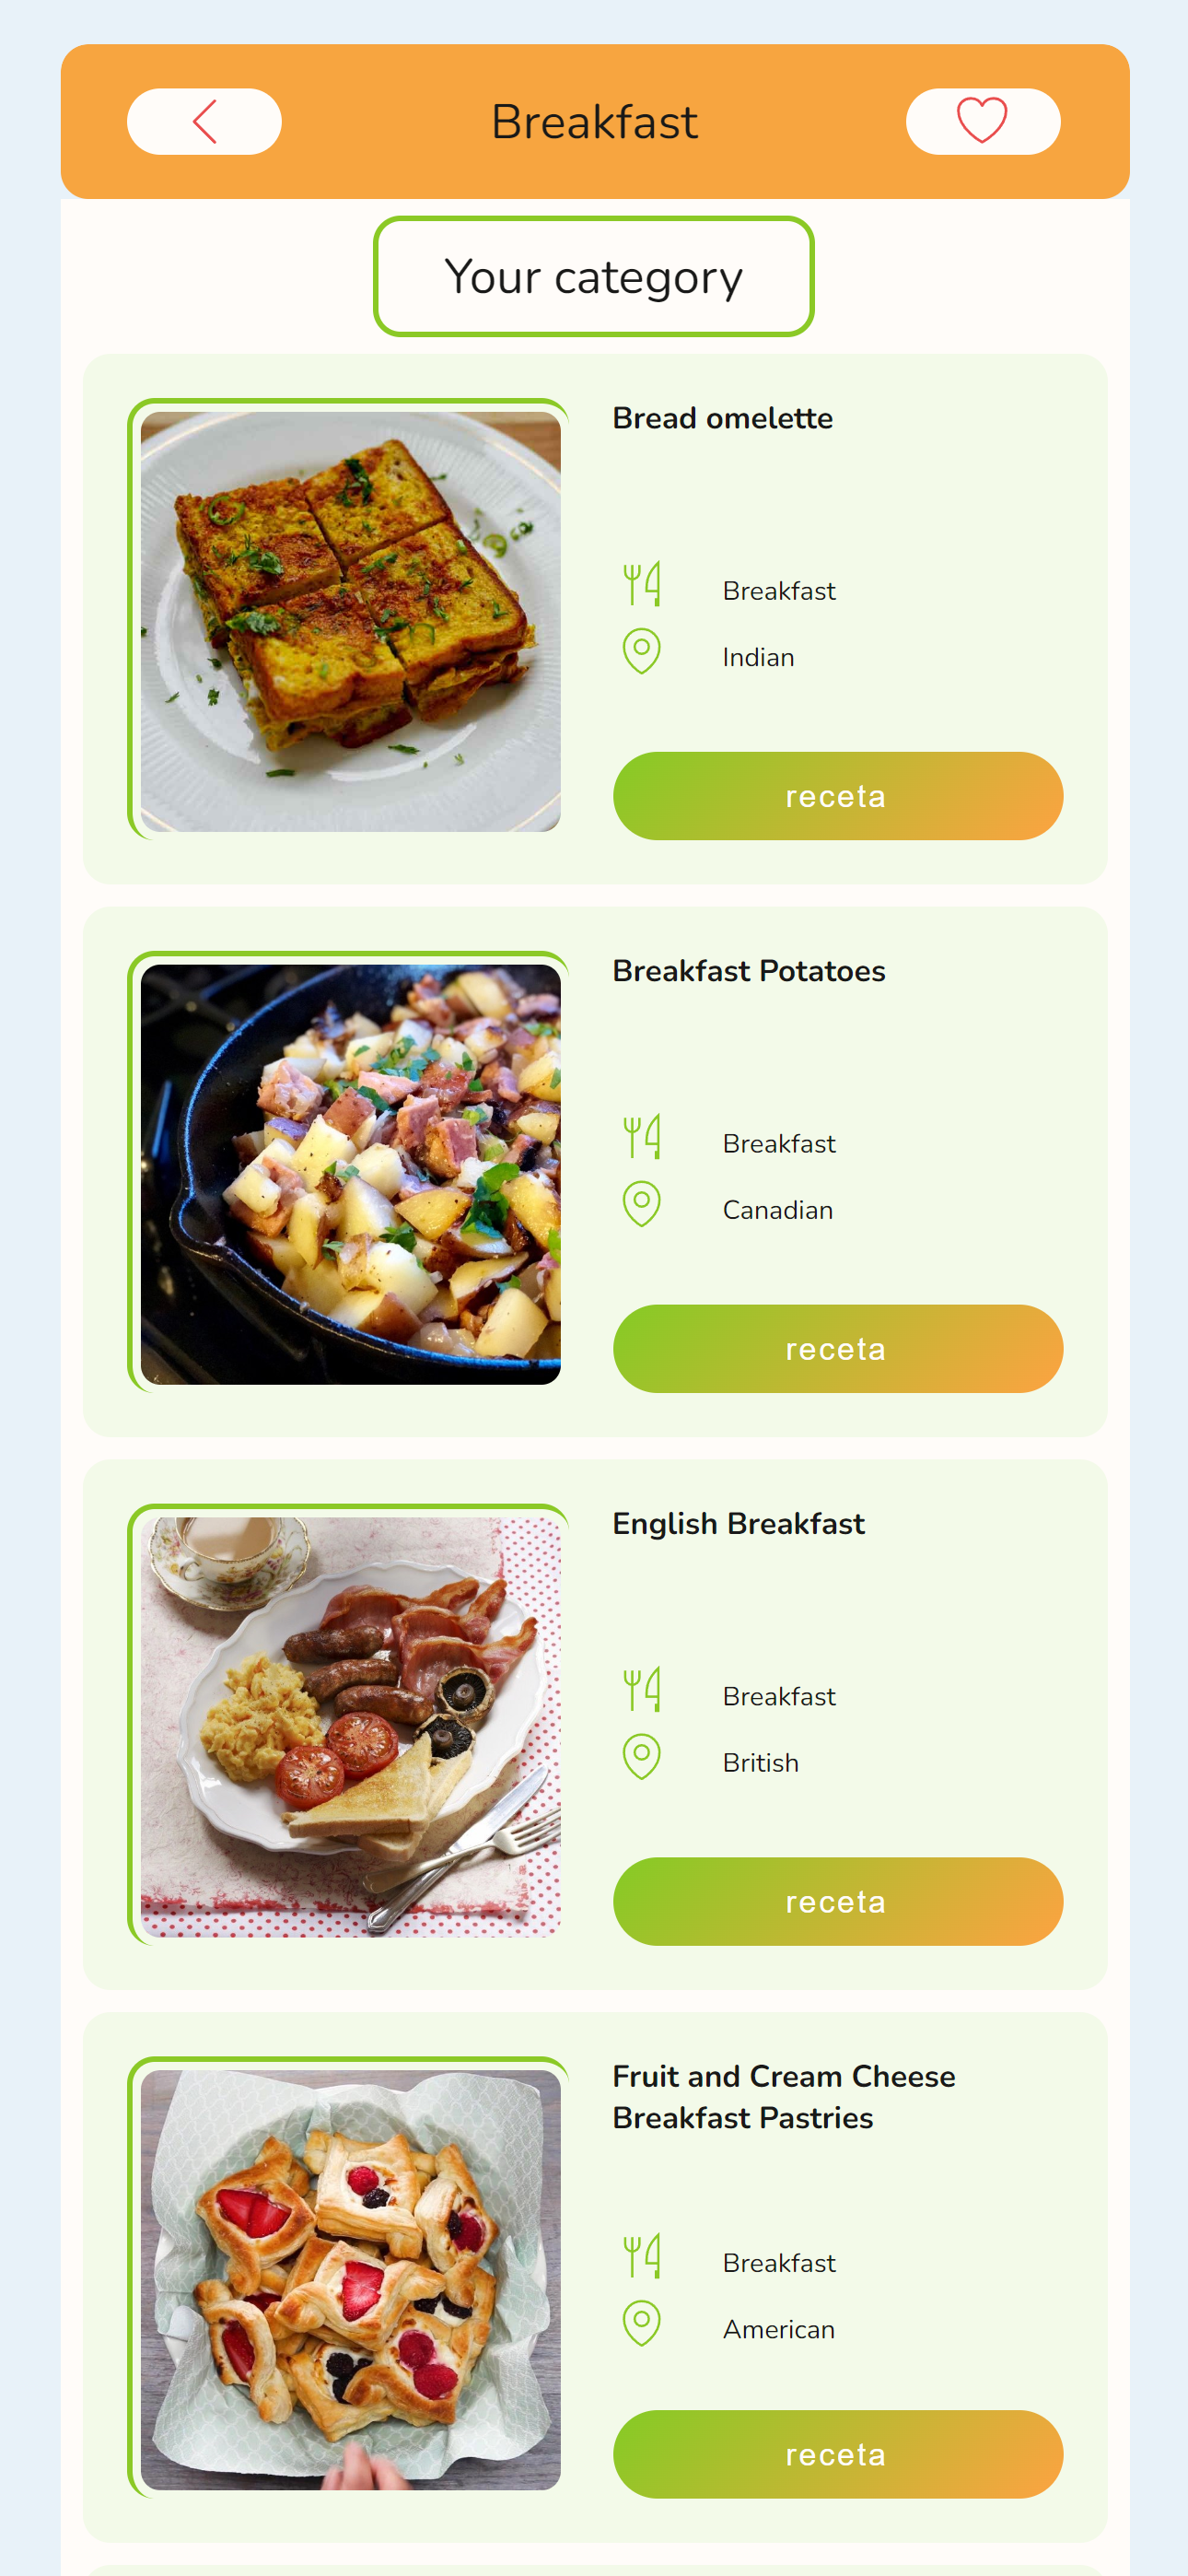 Breakfast
Your category
Bread omelette
Breakfast
Indian
receta
Breakfast Potatoes
Breakfast
Canadian
receta
English Breakfast
Breakfast
British
receta
Fruit and Cream Cheese
Breakfast Pastries
Breakfast
American
receta